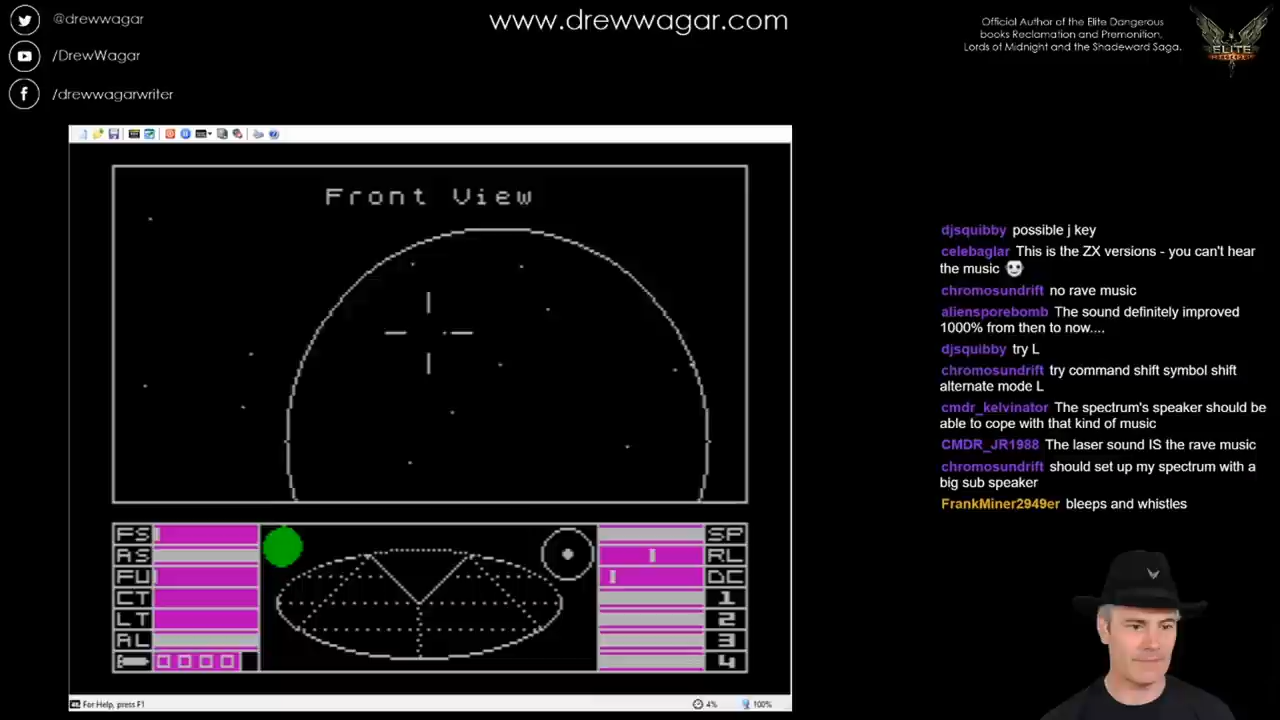 @drewwagar
/DrewWagar
/drewwagarwriter
www.drewwagar.com
Official Author of the Elite Dangerous
books Reclamation and Premonition,
Lords of Midnight and the Shadeward Saga.
ELITE
Front View
FS
AS
FU
CT
LT
AL
SP
RL
DC
1
2
3
4
For Help, press F1
4%
100%
djsquibby possible j key
celebaglar This is the ZX versions - you can't hear
the music
chromosundrift no rave music
aliensporebomb The sound definitely improved
1000% from then to now....
djsquibby try L
chromosundrift try command shift symbol shift
alternate mode L
cmdr_kelvinator The spectrum's speaker should be
able to cope with that kind of music
CMDR_JR1988 The laser sound IS the rave music
chromosundrift should set up my spectrum with a
big sub speaker
FrankMiner2949er bleeps and whistles